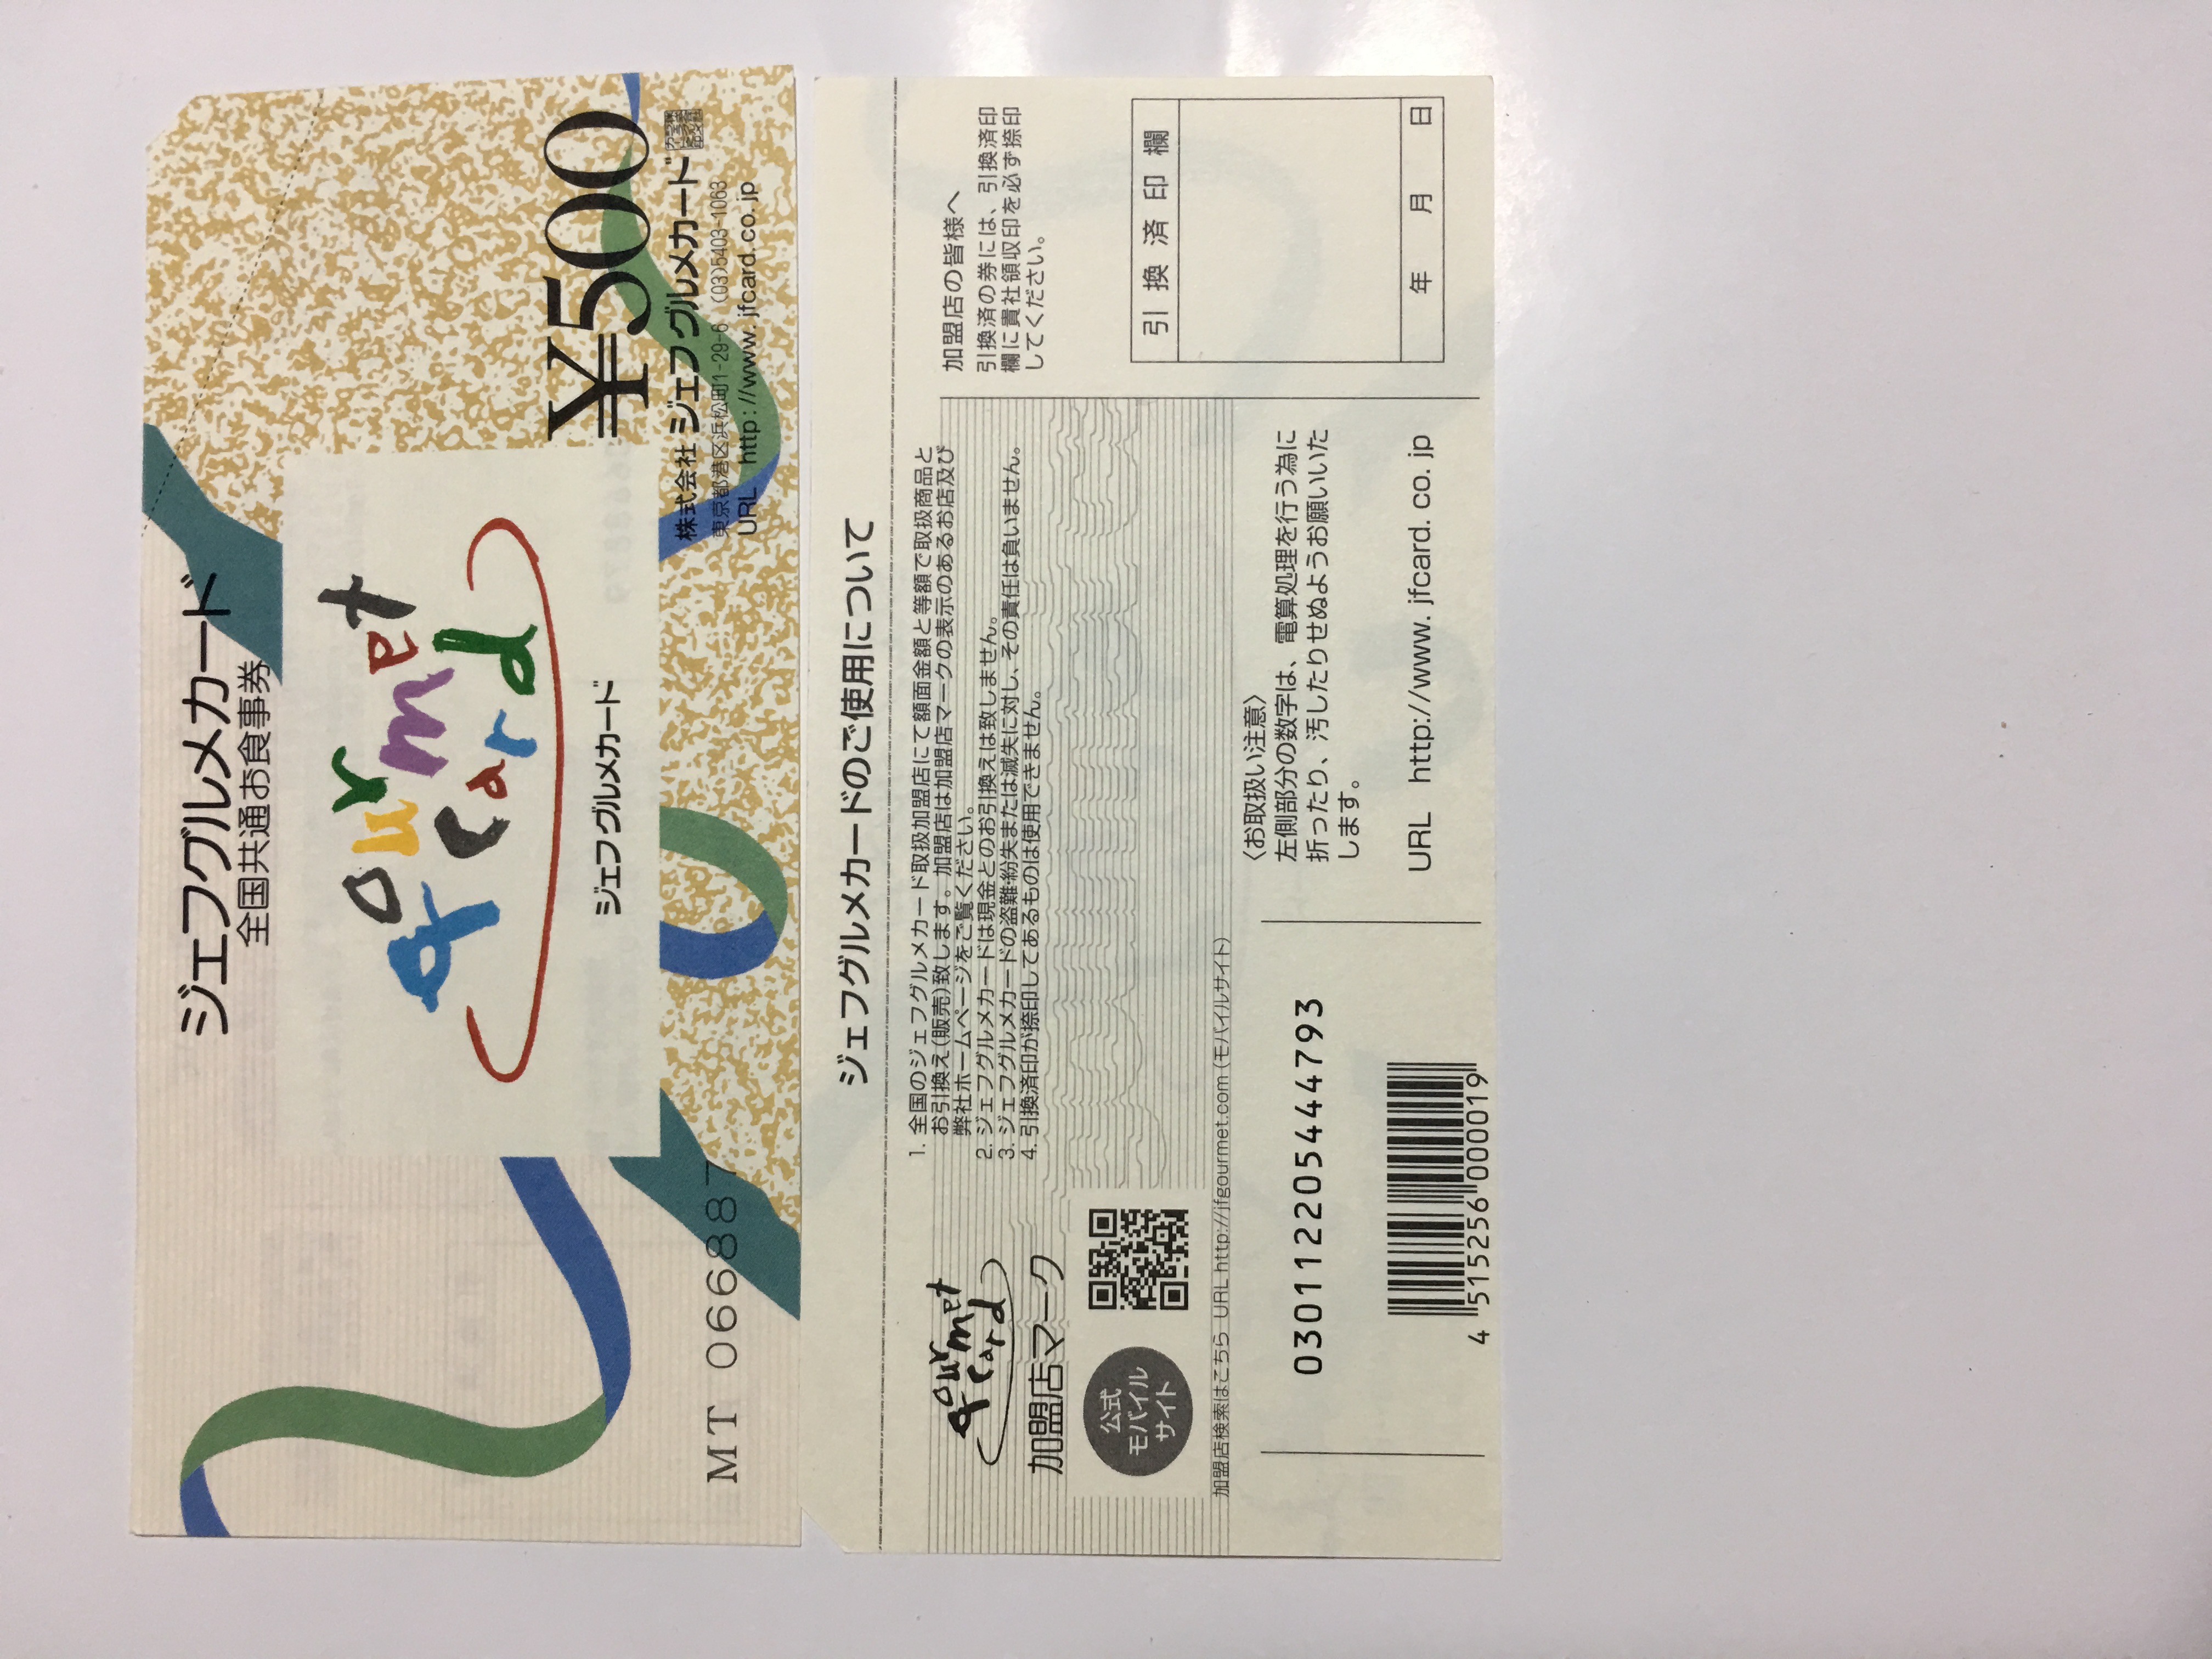 ジェフグルメカード
全国共通お食事券
gourmet
card
ジェフグルメカード
¥500
株式会社 ジェフグルメカード
東京都港区浜松町1-29-6 (03)5403-1063
URL http://www.jfcard.co.jp
MT 0668887
ジェフグルメカードのご使用について
1. 全国のジェフグルメカード取扱加盟店にて額面金額と等額で取扱商品と
お引換え(販売)致します。加盟店は加盟店マークの表示のあるお店及び
弊社ホームページをご覧ください。
2. ジェフグルメカードは現金とのお引換えは致しません。
3. ジェフグルメカードの盗難・紛失または滅失に対し、その責任は負いません。
4. 引換済印が捺印してあるものは使用できません。
gourmet
card
加盟店マーク
公式
モバイル
サイト
加盟店検索はこちら URL http://jfgourmet.com (モバイルサイト)
加盟店の皆様へ
引換済の券には、引換済印
欄に貴社領収印を必ず捺印
してください。
引換済印欄
年 月 日
〈お取扱い注意〉
左側部分の数字は、電算処理を行う為に
折ったり、汚したりせぬようお願いいた
します。
URL http://www.jfcard.co.jp
03011220544793
4 515256 000019